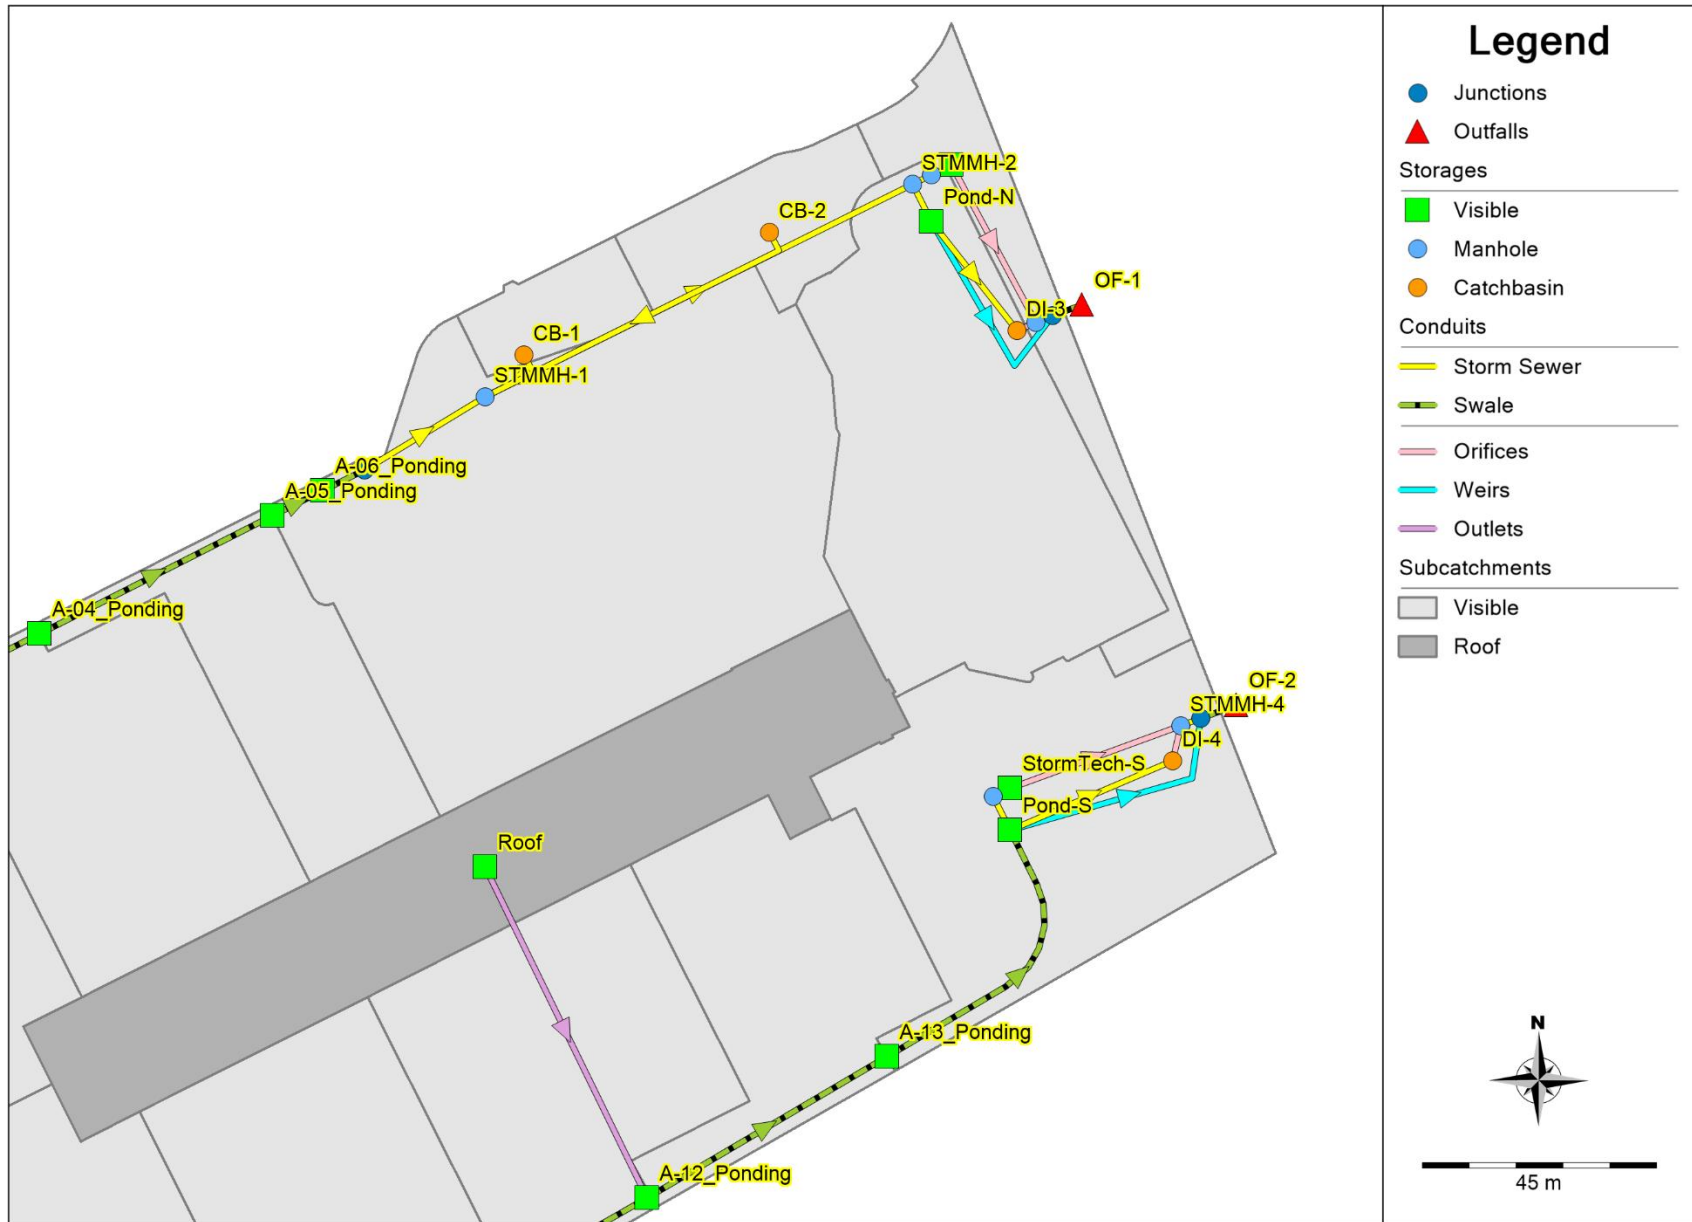 Legend
Junctions
Outfalls
Storages
Visible
Manhole
Catchbasin
Conduits
Storm Sewer
Swale
Orifices
Weirs
Outlets
Subcatchments
Visible
Roof
N
45 m
STMMH-2
Pond-N
CB-2
OF-1
DI-3
CB-1
STMMH-1
A-06_Ponding
A-05_Ponding
A-04_Ponding
OF-2
STMMH-4
DI-4
StormTech-S
Pond-S
Roof
A-13_Ponding
A-12_Ponding